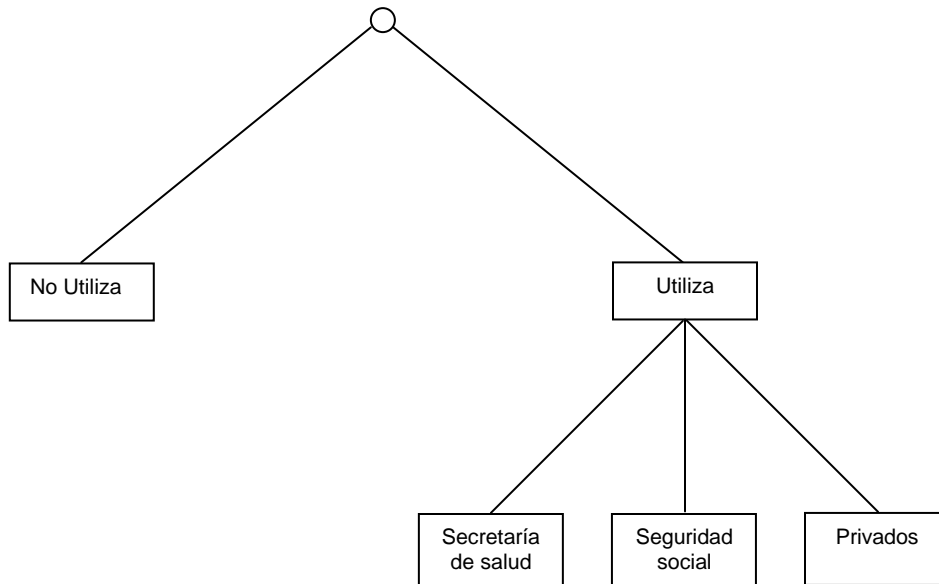 No Utiliza
Utiliza
Secretaría
de salud
Seguridad
social
Privados